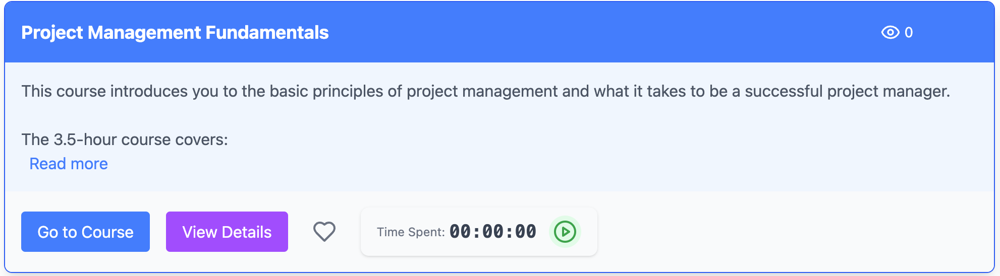 Project Management Fundamentals
0
This course introduces you to the basic principles of project management and what it takes to be a successful project manager.
The 3.5-hour course covers:
Read more
Go to Course
View Details
Time Spent: 00:00:00